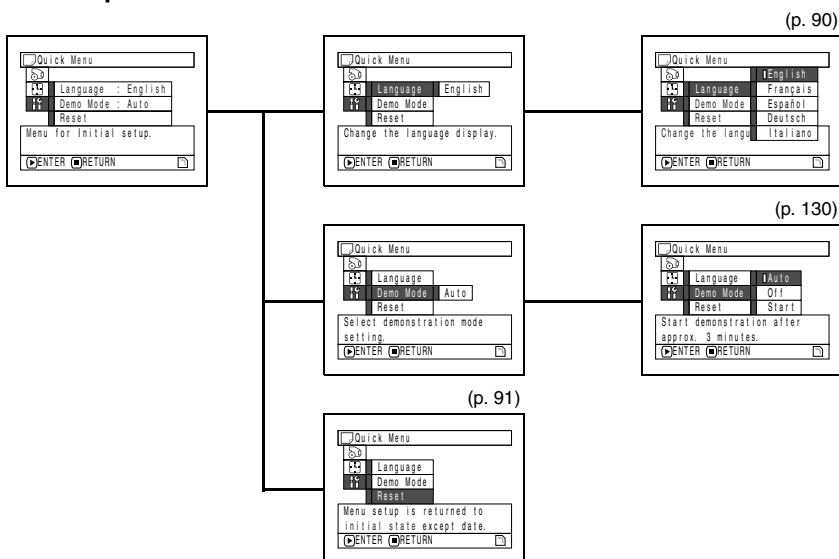 (p. 90)
Quick Menu
Language : English
Demo Mode : Auto
Reset
Menu for Initial setup.
ENTER RETURN
Quick Menu
Language English
Demo Mode
Reset
Change the language display.
ENTER RETURN
Quick Menu
English
Language Français
Demo Mode Español
Reset Deutsch
Change the langu Italiano
ENTER RETURN
(p. 130)
Quick Menu
Language
Demo Mode Auto
Reset
Select demonstration mode
setting.
ENTER RETURN
Quick Menu
Language Auto
Demo Mode Off
Reset Start
Start demonstration after
approx. 3 minutes.
ENTER RETURN
(p. 91)
Quick Menu
Language
Demo Mode
Reset
Menu setup is returned to
initial state except date.
ENTER RETURN